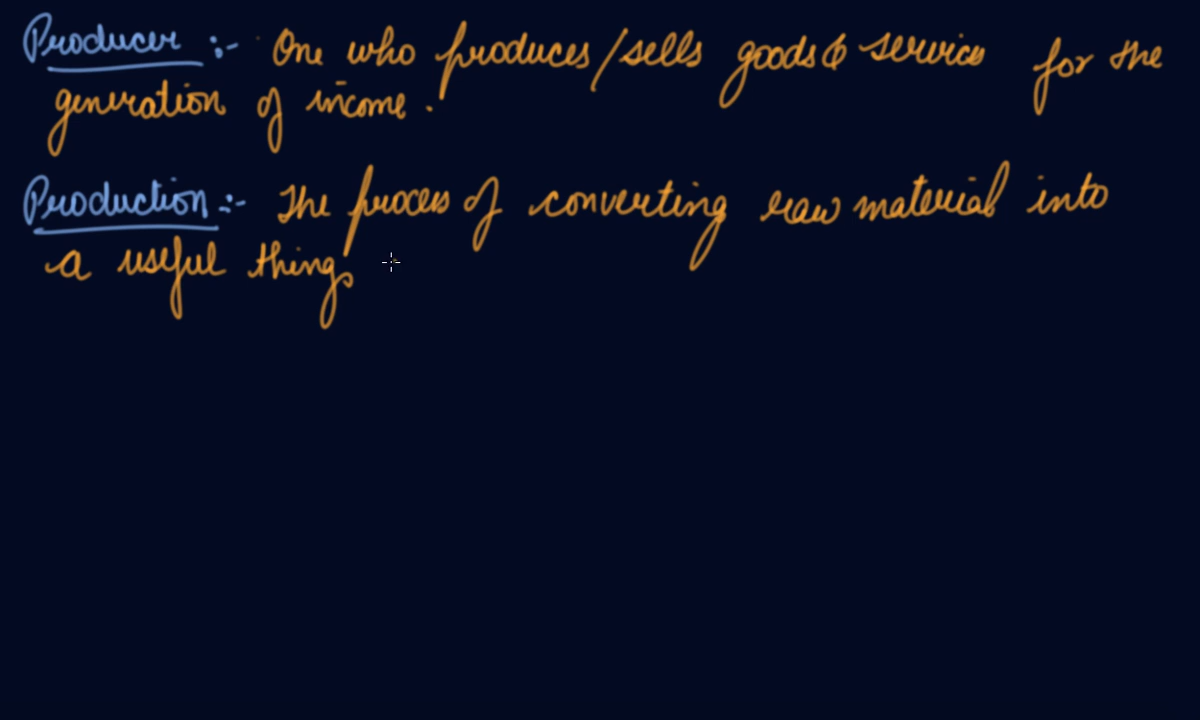 Producer :- One who produces/sells goods & services for the
generation of income.
Production :- The process of converting raw material into
a useful thing,